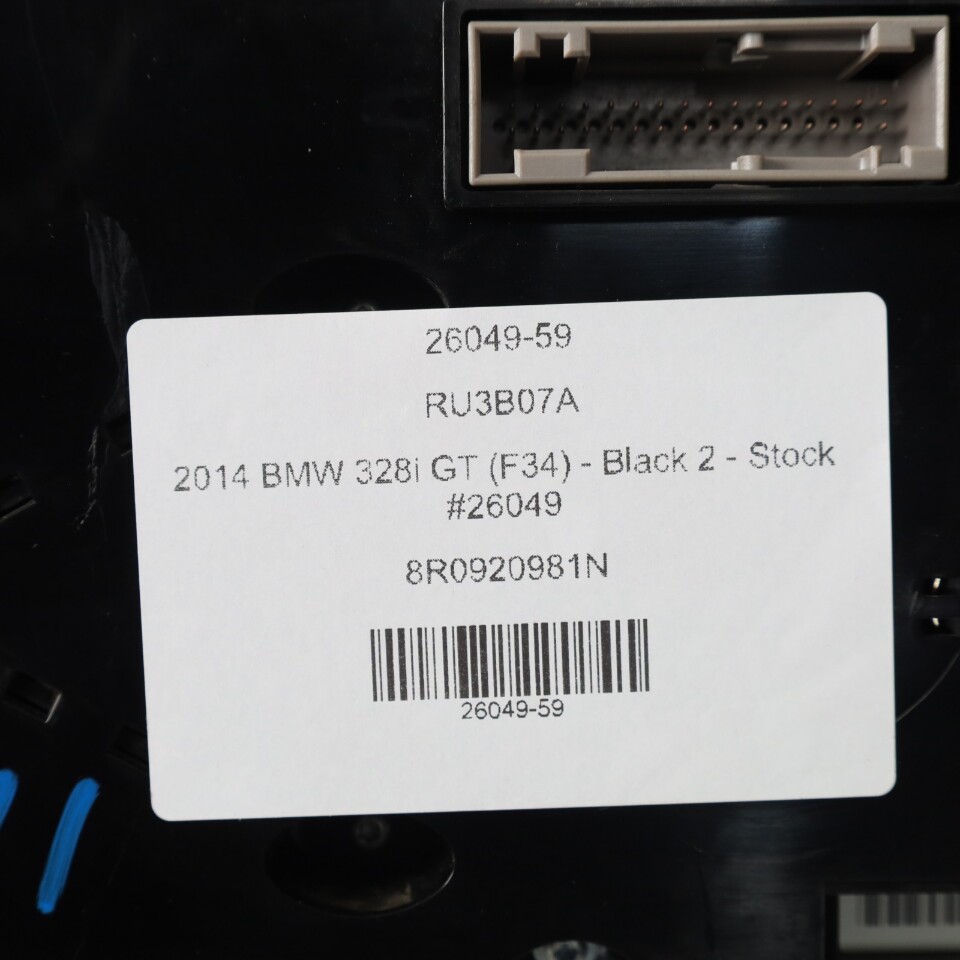 26049-59
RU3B07A
2014 BMW 328i GT (F34) - Black 2 - Stock
#26049
8R0920981N
26049-59